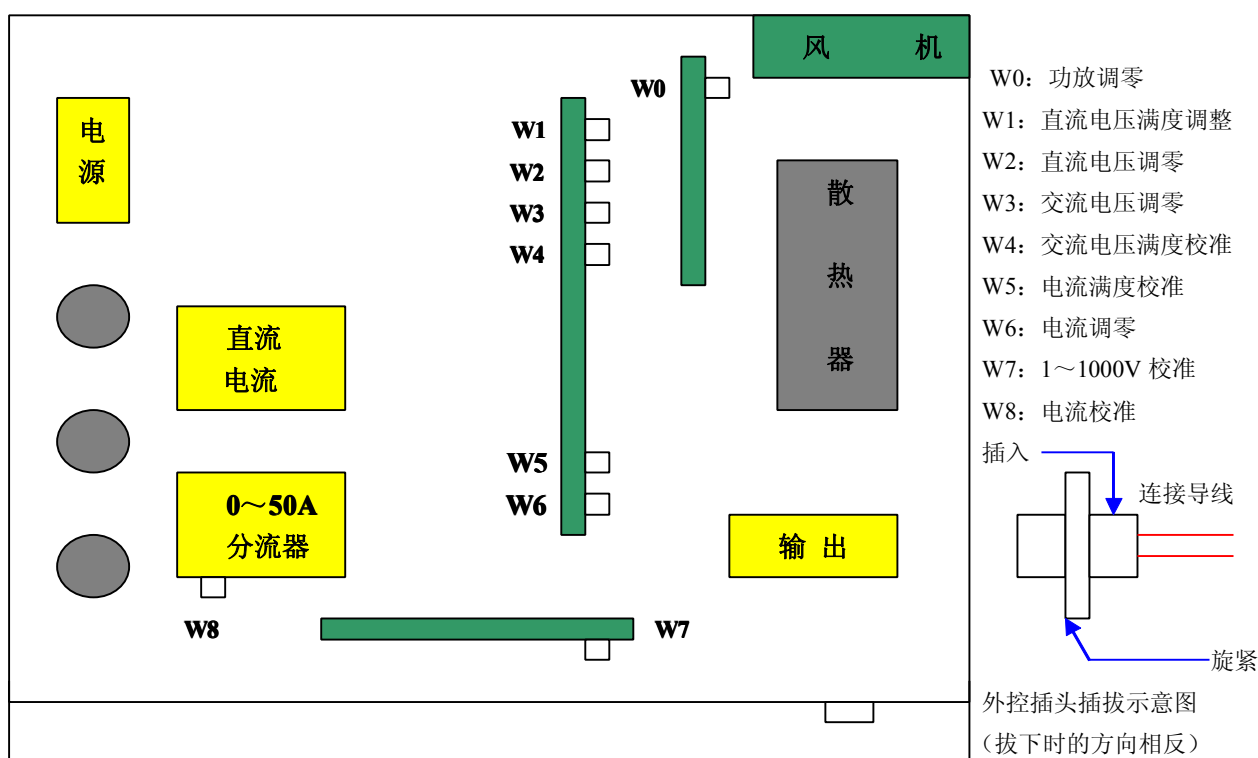 风 机
W0
W0：功放调零
电
源
W1
W1：直流电压满度调整
W2
W2：直流电压调零
散
热
器
W3
W3：交流电压调零
W4
W4：交流电压满度校准
W5：电流满度校准
W6：电流调零
直流
电流
W7：1～1000V 校准
W8：电流校准
插入
W5
连接导线
W6
0～50A
分流器
输 出
W8
W7
旋紧
外控插头插拔示意图
（拔下时的方向相反）